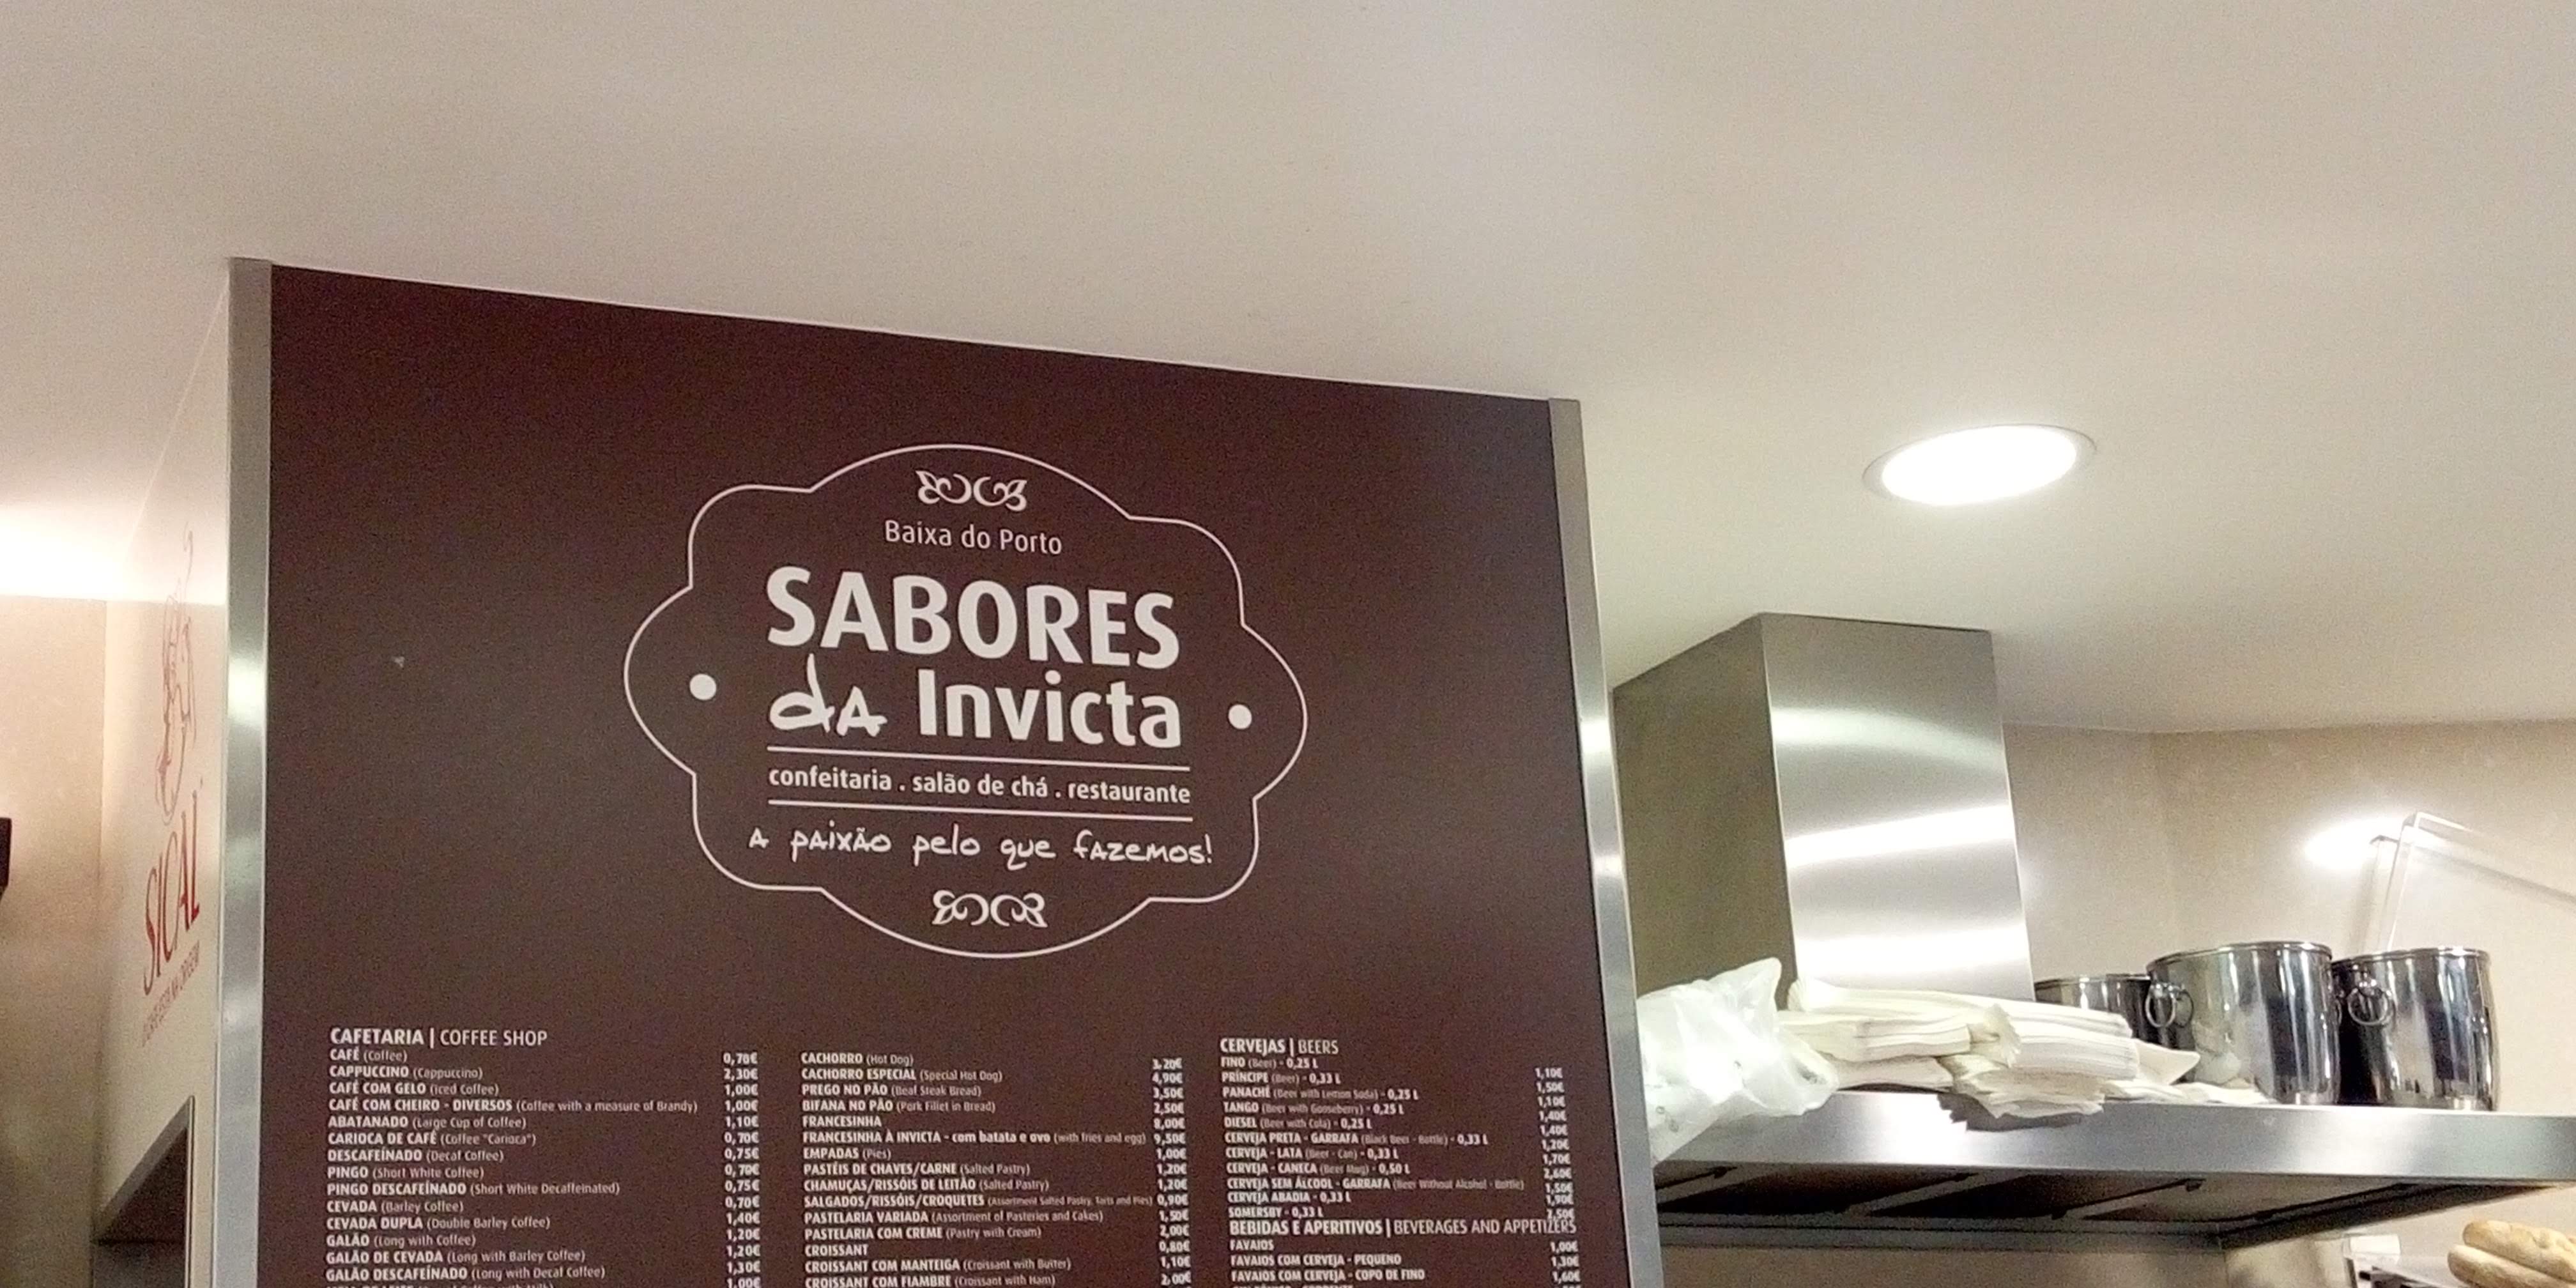 Baixa do Porto
SABORES
da Invicta
confeitaria . salão de chá . restaurante
A paixão pelo que fazemos!
SICAL
CAFETARIA | COFFEE SHOP
CAFÉ (Coffee) 0,70€
CAPPUCCINO (Cappuccino) 2,30€
CAFÉ COM GELO (Iced Coffee) 1,00€
CAFÉ COM CHEIRO - DIVERSOS (Coffee with a measure of Brandy) 1,00€
ABATANADO (Large Cup of Coffee) 1,10€
CARIOCA DE CAFÉ (Coffee "Carioca") 0,70€
DESCAFEÍNADO (Decaf Coffee) 0,75€
PINGO (Short White Coffee) 0,70€
PINGO DESCAFEÍNADO (Short White Decaffeinated) 0,75€
CEVADA (Barley Coffee) 0,70€
CEVADA DUPLA (Double Barley Coffee) 1,40€
GALÃO (Long with Coffee) 1,20€
GALÃO DE CEVADA (Long with Barley Coffee) 1,20€
GALÃO DESCAFEÍNADO (Long with Decaf Coffee) 1,30€
1,00€
CACHORRO (Hot Dog) 3,20€
CACHORRO ESPECIAL (Special Hot Dog) 4,90€
PREGO NO PÃO (Beaf Steak Bread) 3,50€
BIFANA NO PÃO (Pork Fillet in Bread) 2,50€
FRANCESINHA 8,00€
FRANCESINHA À INVICTA - com batata e ovo (with fries and egg) 9,50€
EMPADAS (Pies) 1,00€
PASTÉIS DE CHAVES/CARNE (Salted Pastry) 1,20€
CHAMUÇAS/RISSÓIS DE LEITÃO (Salted Pastry) 1,20€
SALGADOS/RISSÓIS/CROQUETES (Assortment Salted Pastry, Tarts and Pies) 0,90€
PASTELARIA VARIADA (Assortment of Pasteries and Cakes) 1,50€
PASTELARIA COM CREME (Pastry with Cream) 2,00€
CROISSANT 0,80€
CROISSANT COM MANTEIGA (Croissant with Butter) 1,10€
CROISSANT COM FIAMBRE (Croissant with Ham) 2,00€
CERVEJAS | BEERS
FINO (Beer) - 0,25 L 1,10€
PRÍNCIPE (Beer) - 0,33 L 1,50€
PANACHÉ (Beer with Lemon Soda) - 0,25 L 1,10€
TANGO (Beer with Gooseberry) - 0,25 L 1,40€
DIESEL (Beer with Cola) - 0,25 L 1,40€
CERVEJA PRETA - GARRAFA (Black Beer - Bottle) - 0,33 L 1,20€
CERVEJA - LATA (Beer - Can) - 0,33 L 1,70€
CERVEJA - CANECA (Beer Mug) - 0,50 L 2,60€
CERVEJA SEM ÁLCOOL - GARRAFA (Beer Without Alcohol - Bottle) 1,50€
CERVEJA ABADIA - 0,33 L 1,90€
SOMERSBY - 0,33 L 2,50€
BEBIDAS E APERITIVOS | BEVERAGES AND APPETIZERS
FAVAIOS 1,00€
FAVAIOS COM CERVEJA - PEQUENO 1,30€
FAVAIOS COM CERVEJA - COPO DE FINO 1,60€